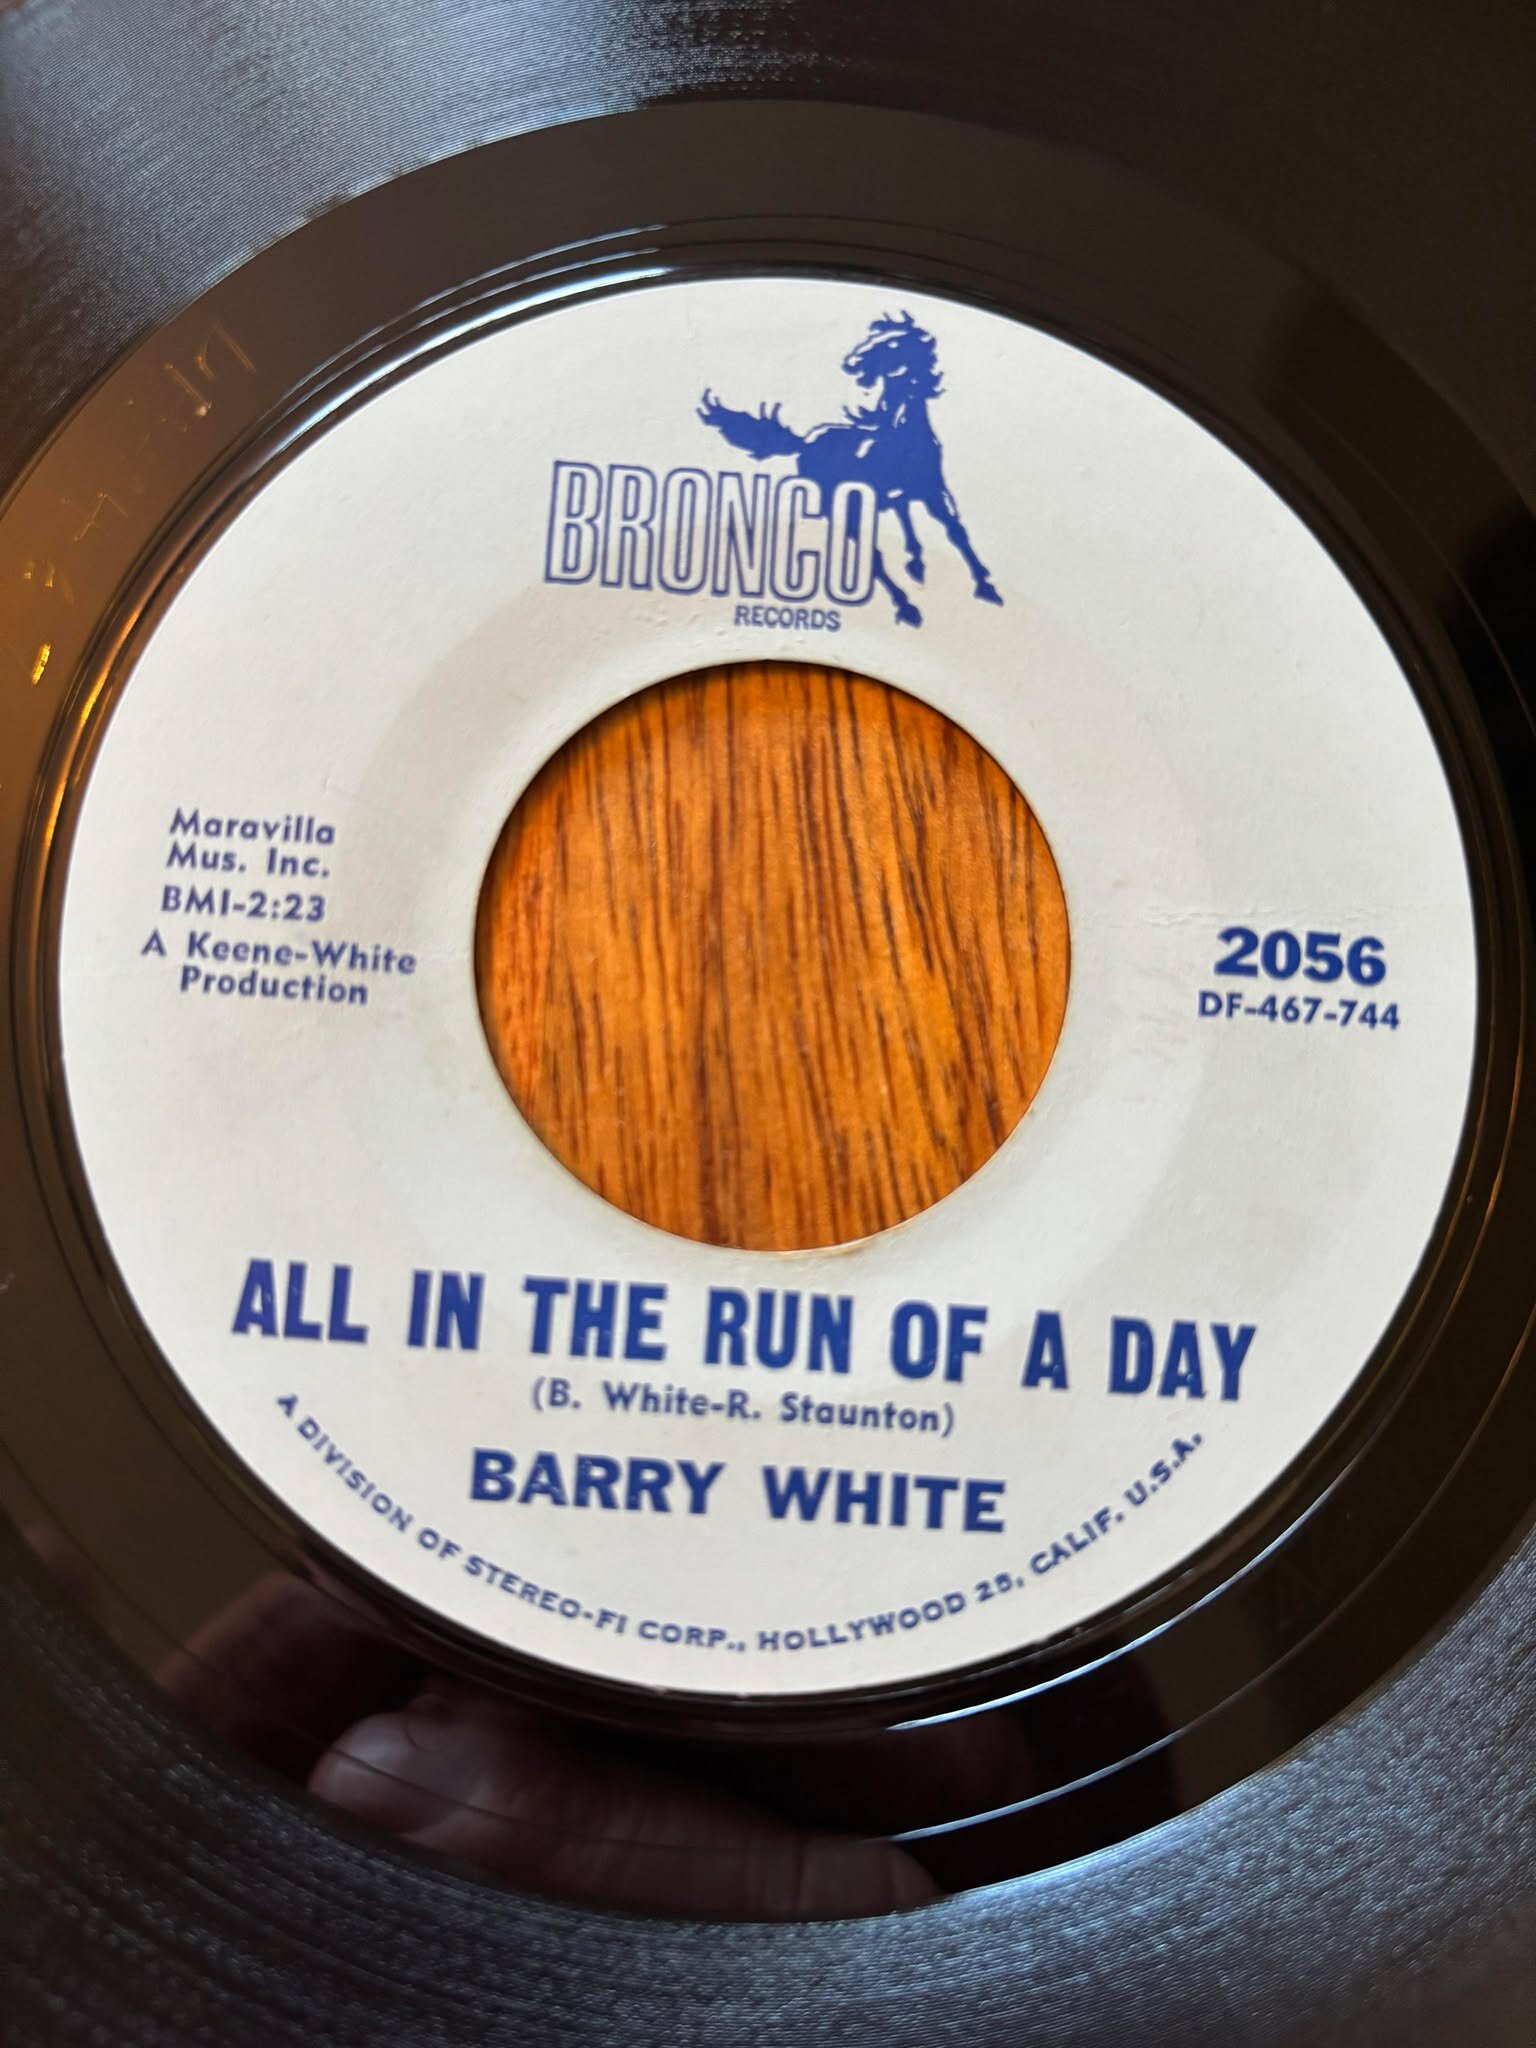 BRONCO
RECORDS
Maravilla
Mus. Inc.
BMI-2:23
A Keene-White
Production
2056
DF-467-744
ALL IN THE RUN OF A DAY
(B. White-R. Staunton)
BARRY WHITE
A DIVISION OF STEREO-FI CORP., HOLLYWOOD 28, CALIF. U.S.A.